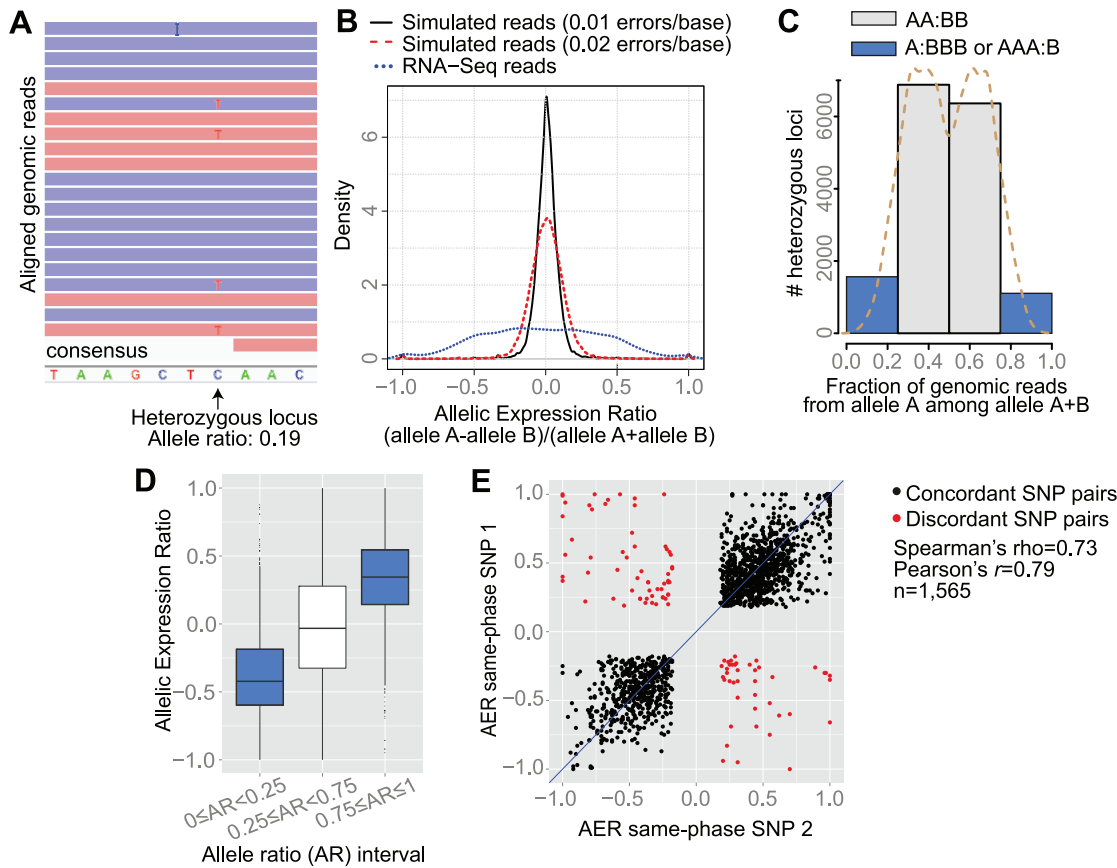 A
Aligned genomic reads
T
T
T
T
consensus
T A A G C T C A A C
Heterozygous locus
Allele ratio: 0.19
B
Simulated reads (0.01 errors/base)
Simulated reads (0.02 errors/base)
RNA−Seq reads
Density
6
4
2
0
−1.0 −0.5 0.0 0.5 1.0
Allelic Expression Ratio
(allele A-allele B)/(allele A+allele B)
C
AA:BB
A:BBB or AAA:B
# heterozygous loci
6000
4000
2000
0
0.0 0.2 0.4 0.6 0.8 1.0
Fraction of genomic reads
from allele A among allele A+B
D
Allelic Expression Ratio
1.0
0.5
0.0
−0.5
−1.0
0≤AR<0.25
0.25≤AR<0.75
0.75≤AR≤1
Allele ratio (AR) interval
E
AER same-phase SNP 1
1.0
0.5
0.0
−0.5
−1.0
−1.0 −0.5 0.0 0.5 1.0
AER same-phase SNP 2
Concordant SNP pairs
Discordant SNP pairs
Spearman's rho=0.73
Pearson's r=0.79
n=1,565